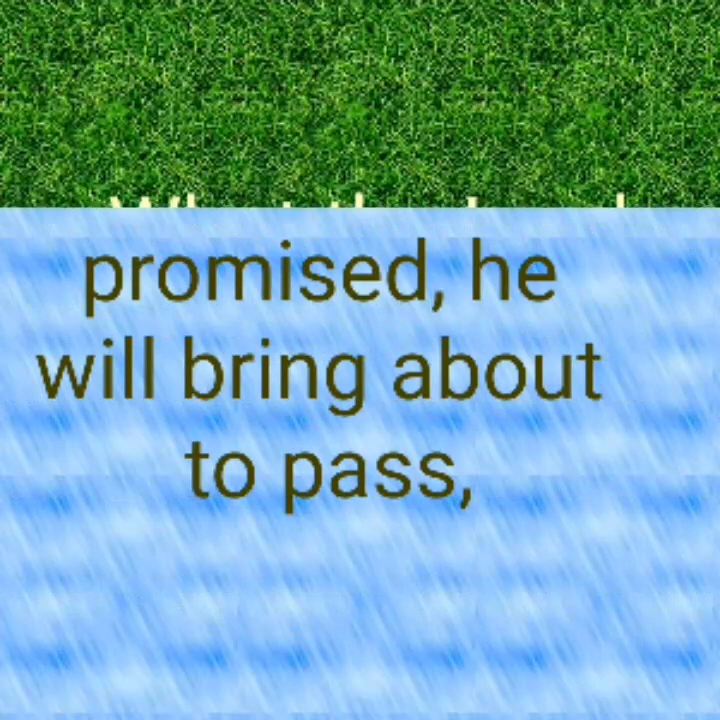 promised, he
will bring about
to pass,